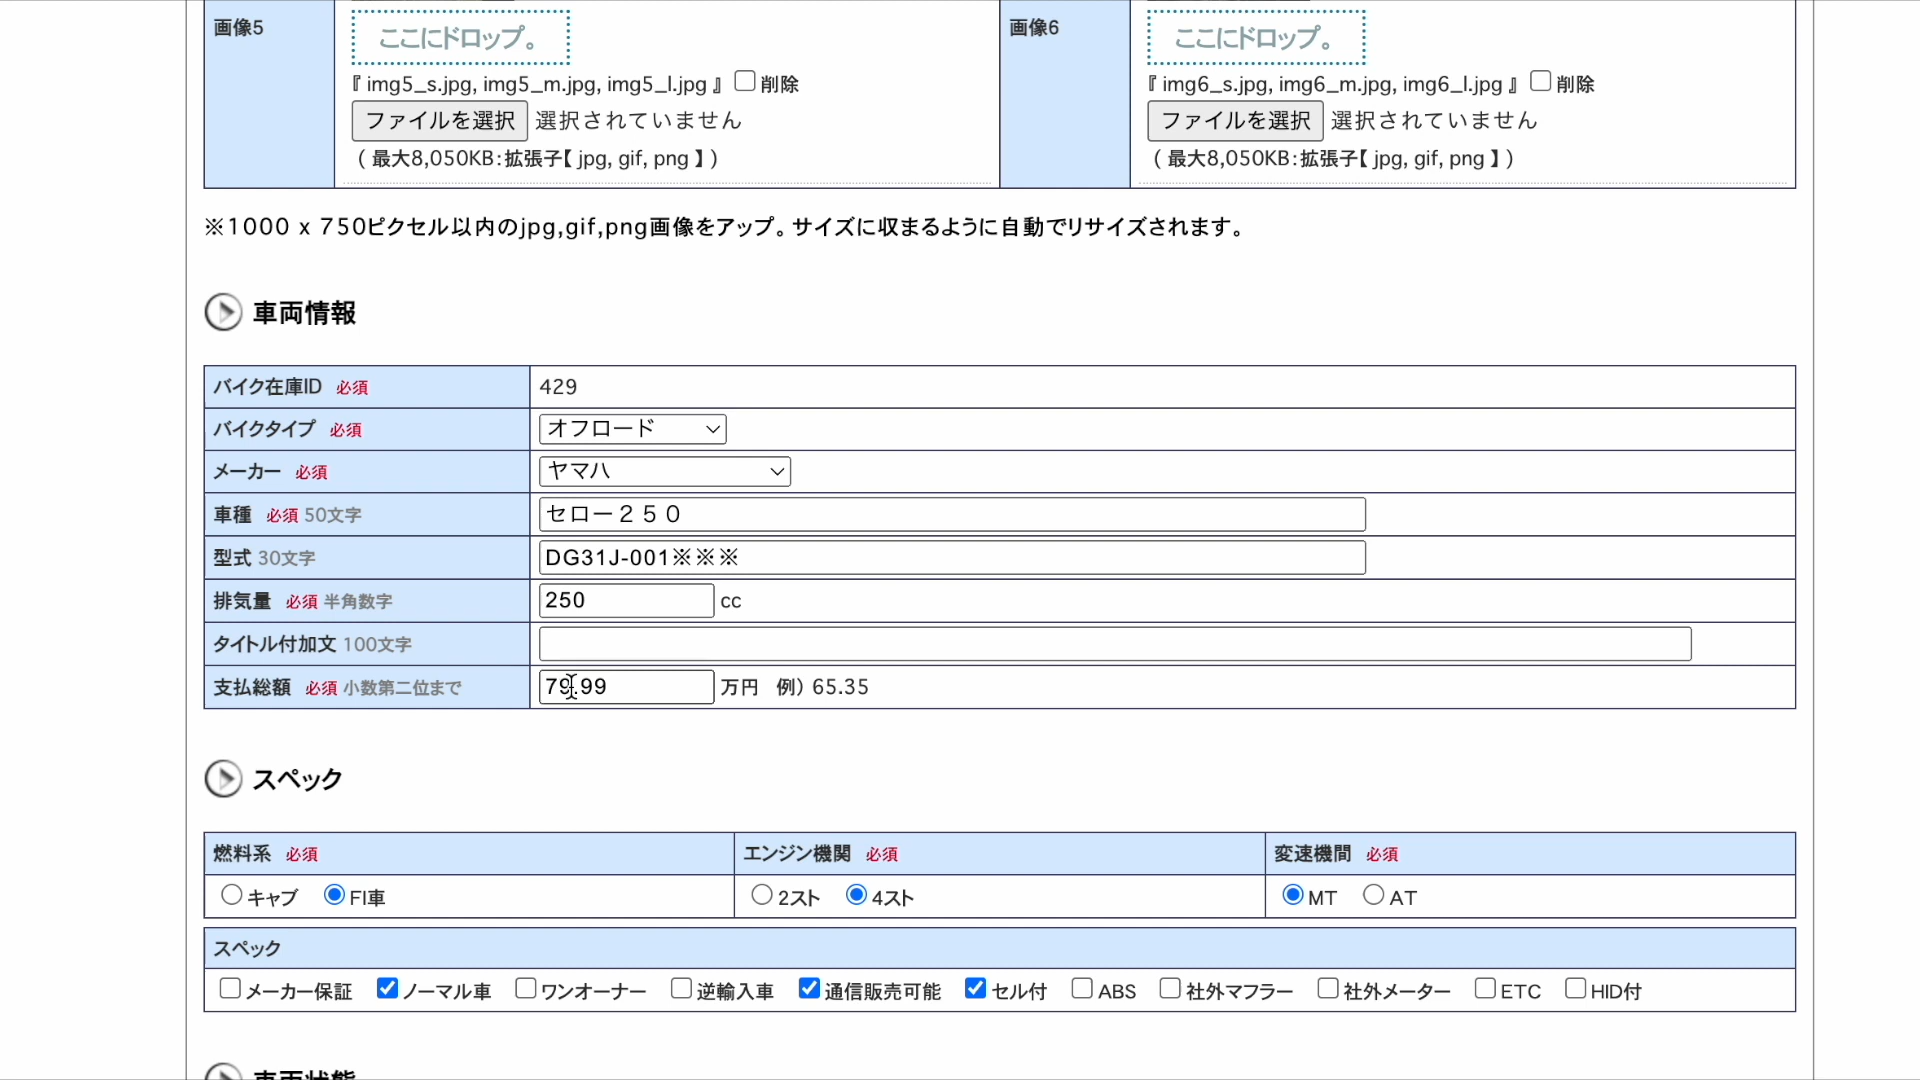 画像5
ここにドロップ。
『 img5_s.jpg, img5_m.jpg, img5_l.jpg 』 削除
ファイルを選択 選択されていません
( 最大8,050KB:拡張子【 jpg, gif, png 】 )
画像6
ここにドロップ。
『 img6_s.jpg, img6_m.jpg, img6_l.jpg 』 削除
ファイルを選択 選択されていません
( 最大8,050KB:拡張子【 jpg, gif, png 】 )
※1000 x 750ピクセル以内のjpg,gif,png画像をアップ。サイズに収まるように自動でリサイズされます。
車両情報
バイク在庫ID 必須 429
バイクタイプ 必須 オフロード
メーカー 必須 ヤマハ
車種 必須 50文字 セロー２５０
型式 30文字 DG31J-001※※※
排気量 必須 半角数字 250 cc
タイトル付加文 100文字
支払総額 必須 小数第二位まで 79.99 万円 例) 65.35
スペック
燃料系 必須 エンジン機関 必須 変速機間 必須
キャブ FI車 2スト 4スト MT AT
スペック
メーカー保証 ノーマル車 ワンオーナー 逆輸入車 通信販売可能 セル付 ABS 社外マフラー 社外メーター ETC HID付
車両状態